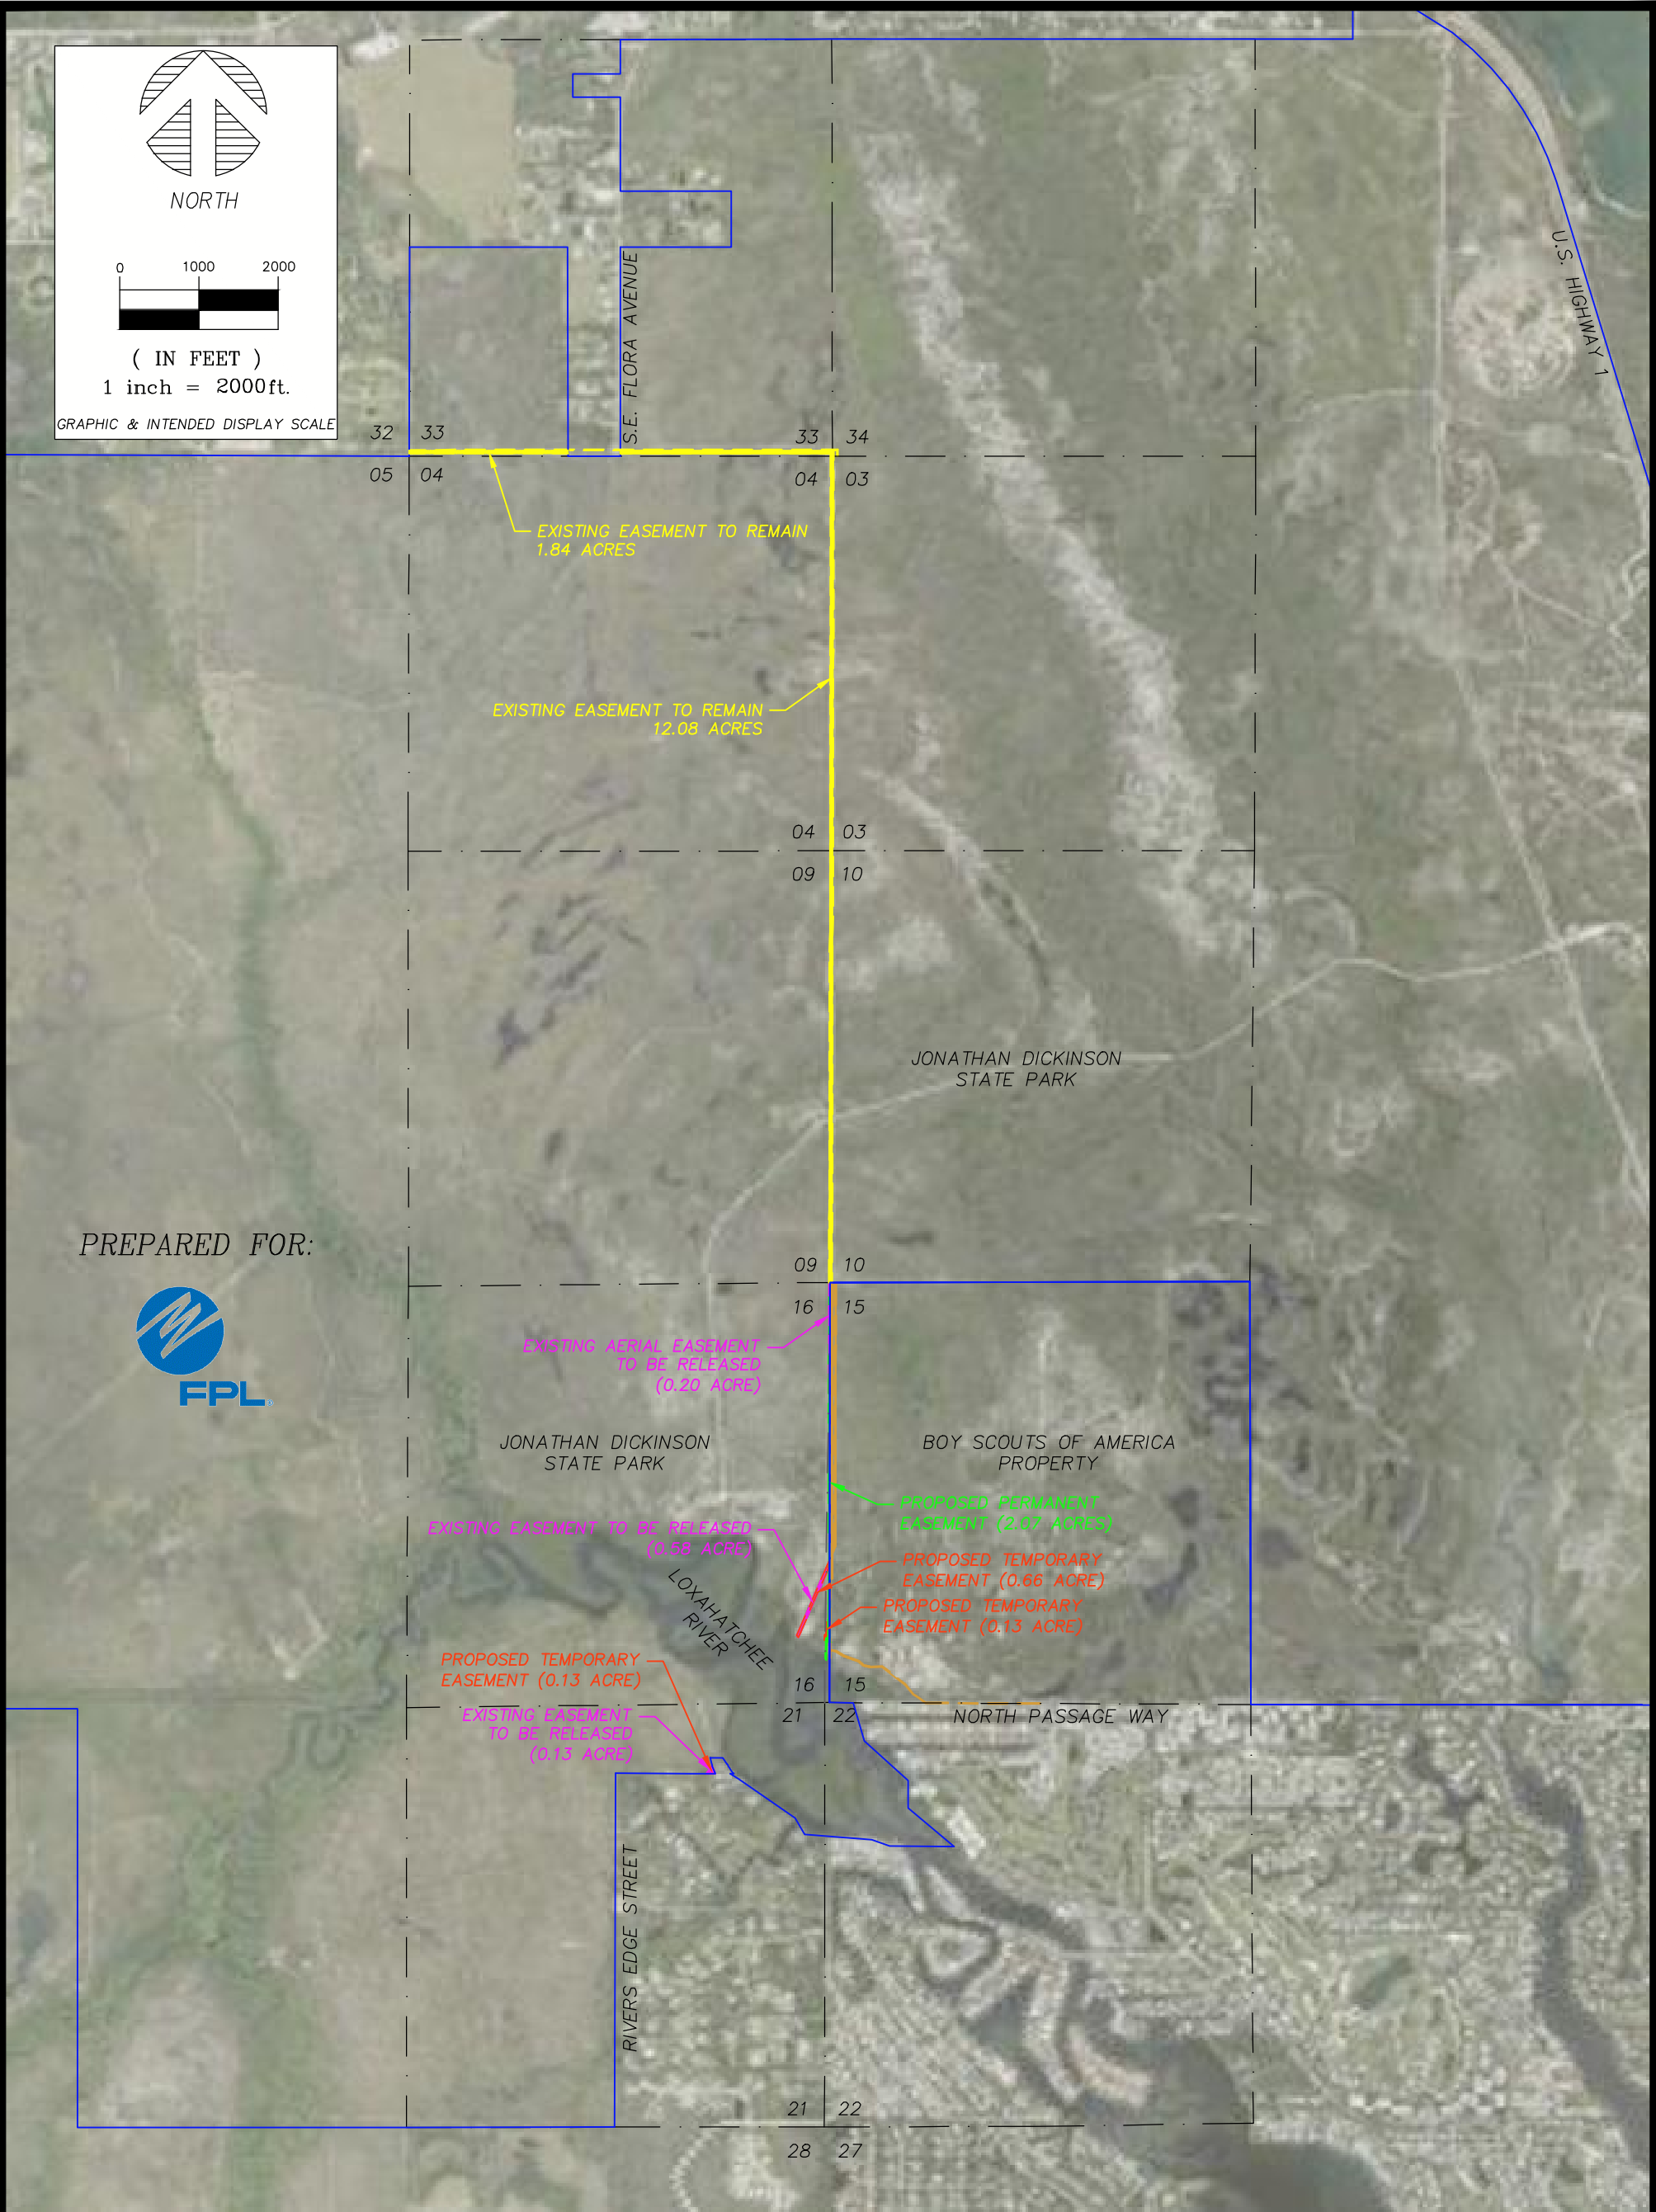 NORTH
0 1000 2000
( IN FEET )
1 inch = 2000ft.
GRAPHIC & INTENDED DISPLAY SCALE
U.S. HIGHWAY 1
S.E. FLORA AVENUE
32 33
33 34
05 04
04 03
EXISTING EASEMENT TO REMAIN
1.84 ACRES
EXISTING EASEMENT TO REMAIN
12.08 ACRES
04 03
09 10
JONATHAN DICKINSON
STATE PARK
PREPARED FOR:
FPL
09 10
16 15
EXISTING AERIAL EASEMENT
TO BE RELEASED
(0.20 ACRE)
JONATHAN DICKINSON
STATE PARK
BOY SCOUTS OF AMERICA
PROPERTY
PROPOSED PERMANENT
EASEMENT (2.07 ACRES)
EXISTING EASEMENT TO BE RELEASED
(0.58 ACRE)
PROPOSED TEMPORARY
EASEMENT (0.66 ACRE)
PROPOSED TEMPORARY
EASEMENT (0.13 ACRE)
LOXAHATCHEE
RIVER
PROPOSED TEMPORARY
EASEMENT (0.13 ACRE)
16 15
21 22
NORTH PASSAGE WAY
EXISTING EASEMENT
TO BE RELEASED
(0.13 ACRE)
RIVERS EDGE STREET
21 22
28 27